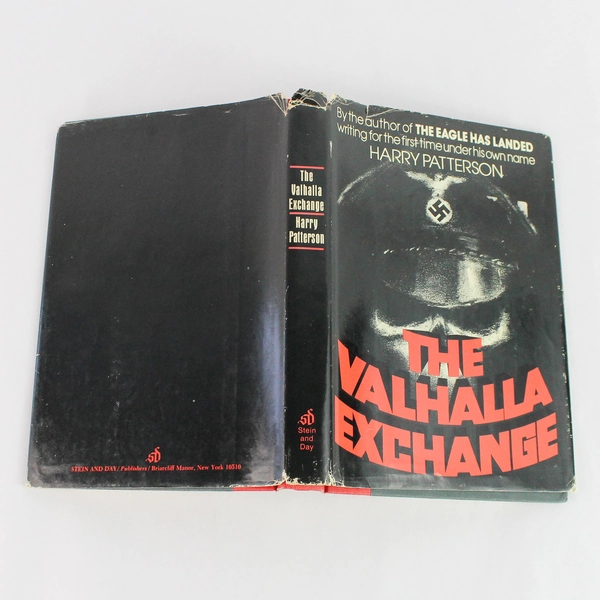 By the author of THE EAGLE HAS LANDED
writing for the first time under his own name
HARRY PATTERSON
THE
VALHALLA
EXCHANGE
The
Valhalla
Exchange
Harry
Patterson
sd
Stein
and
Day
sd
STEIN AND DAY/Publishers/Briarcliff Manor, New York 10510